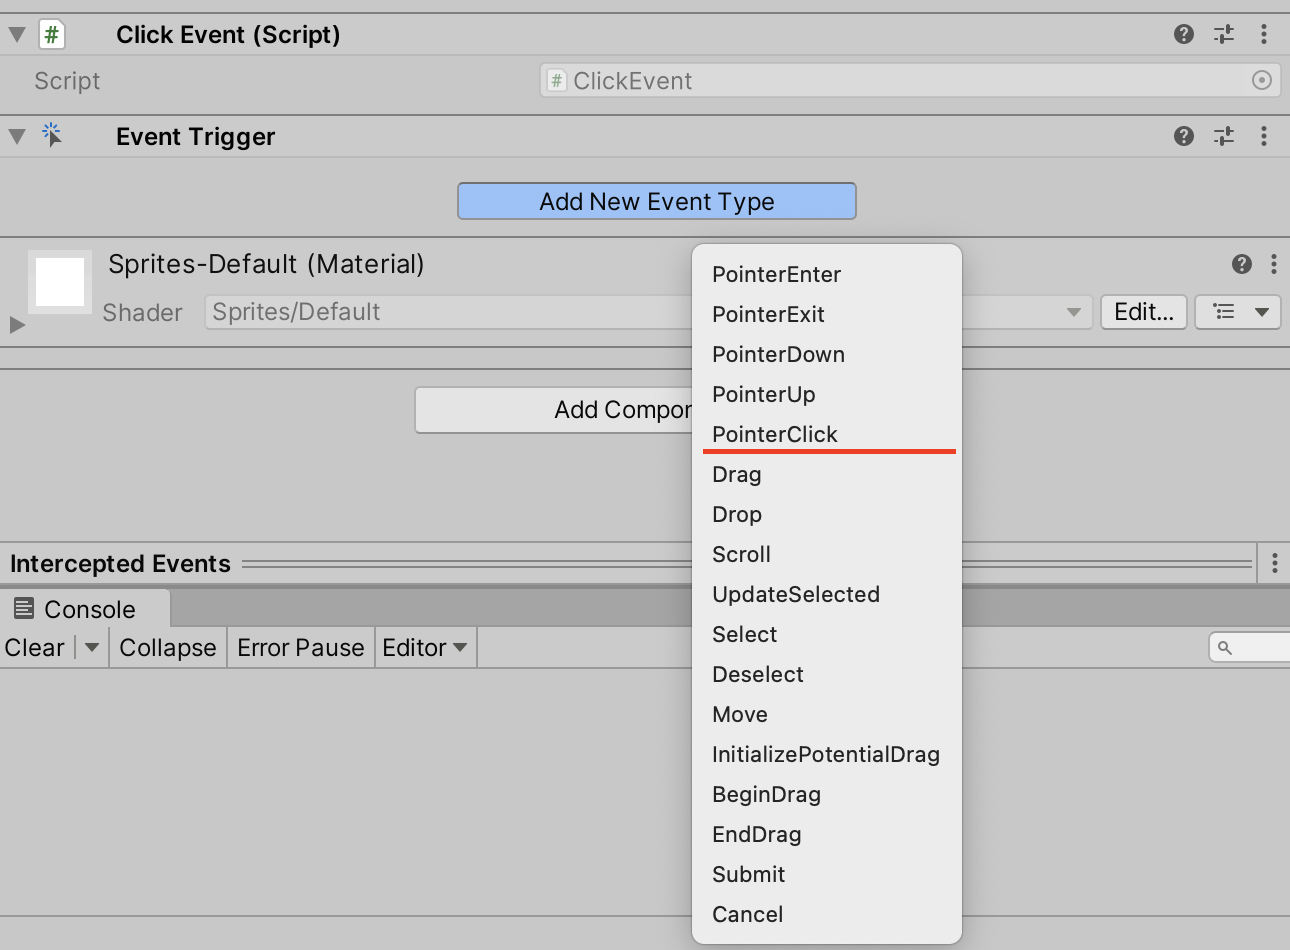 # Click Event (Script)
Script # ClickEvent
Event Trigger
Add New Event Type
Sprites-Default (Material)
Shader Sprites/Default Edit...
Add Compon
PointerEnter
PointerExit
PointerDown
PointerUp
PointerClick
Drag
Drop
Scroll
UpdateSelected
Select
Deselect
Move
InitializePotentialDrag
BeginDrag
EndDrag
Submit
Cancel
Intercepted Events
Console
Clear Collapse Error Pause Editor